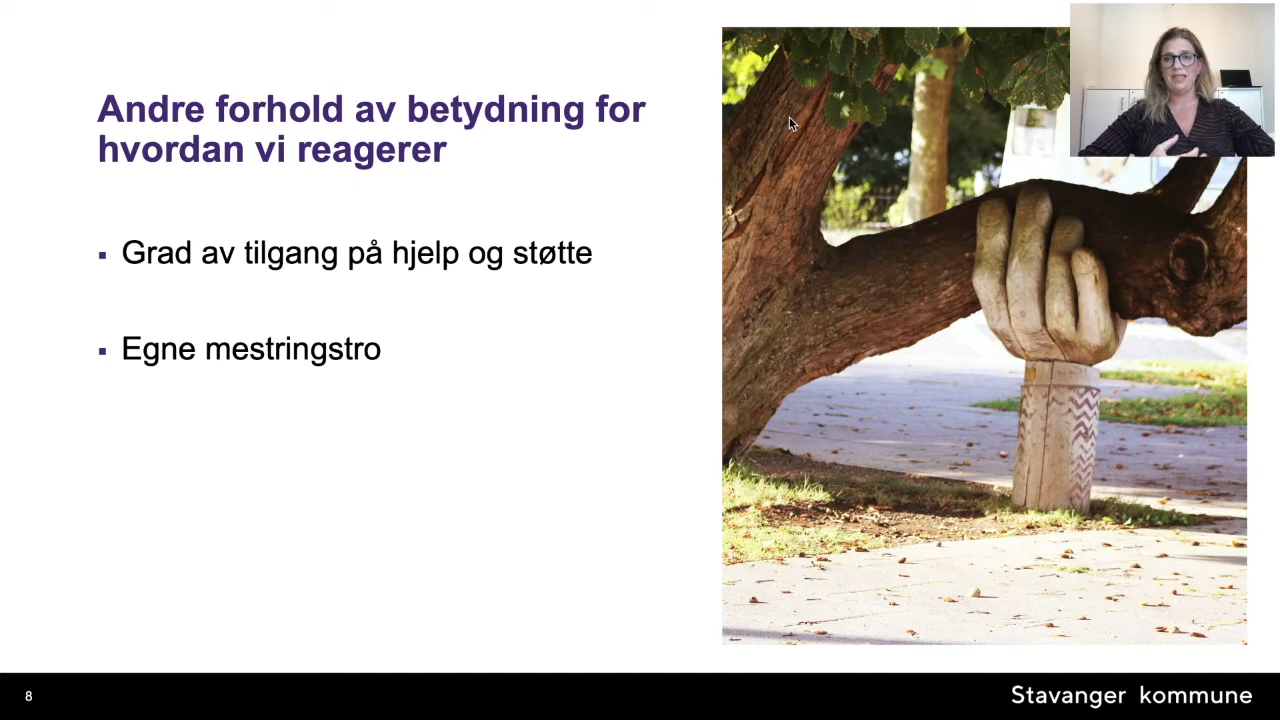 Andre forhold av betydning for
hvordan vi reagerer
▪ Grad av tilgang på hjelp og støtte
▪ Egne mestringstro
8
Stavanger kommune